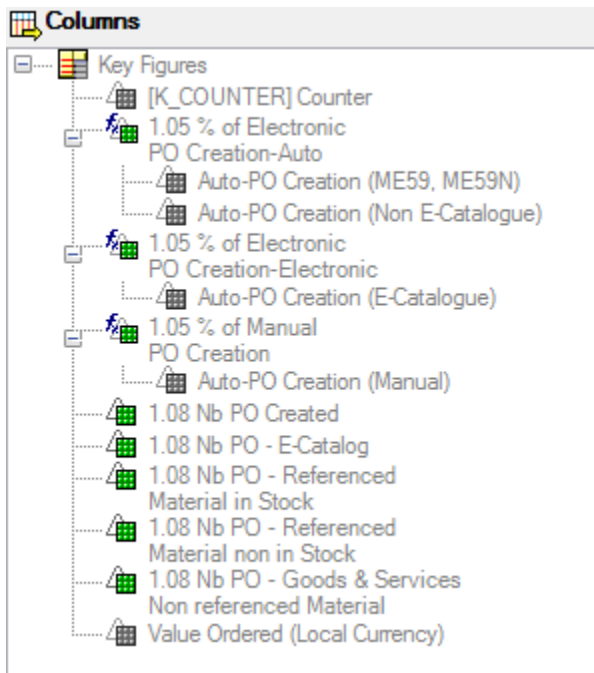 Columns
Key Figures
[K_COUNTER] Counter
1.05 % of Electronic
PO Creation-Auto
Auto-PO Creation (ME59, ME59N)
Auto-PO Creation (Non E-Catalogue)
1.05 % of Electronic
PO Creation-Electronic
Auto-PO Creation (E-Catalogue)
1.05 % of Manual
PO Creation
Auto-PO Creation (Manual)
1.08 Nb PO Created
1.08 Nb PO - E-Catalog
1.08 Nb PO - Referenced
Material in Stock
1.08 Nb PO - Referenced
Material non in Stock
1.08 Nb PO - Goods & Services
Non referenced Material
Value Ordered (Local Currency)